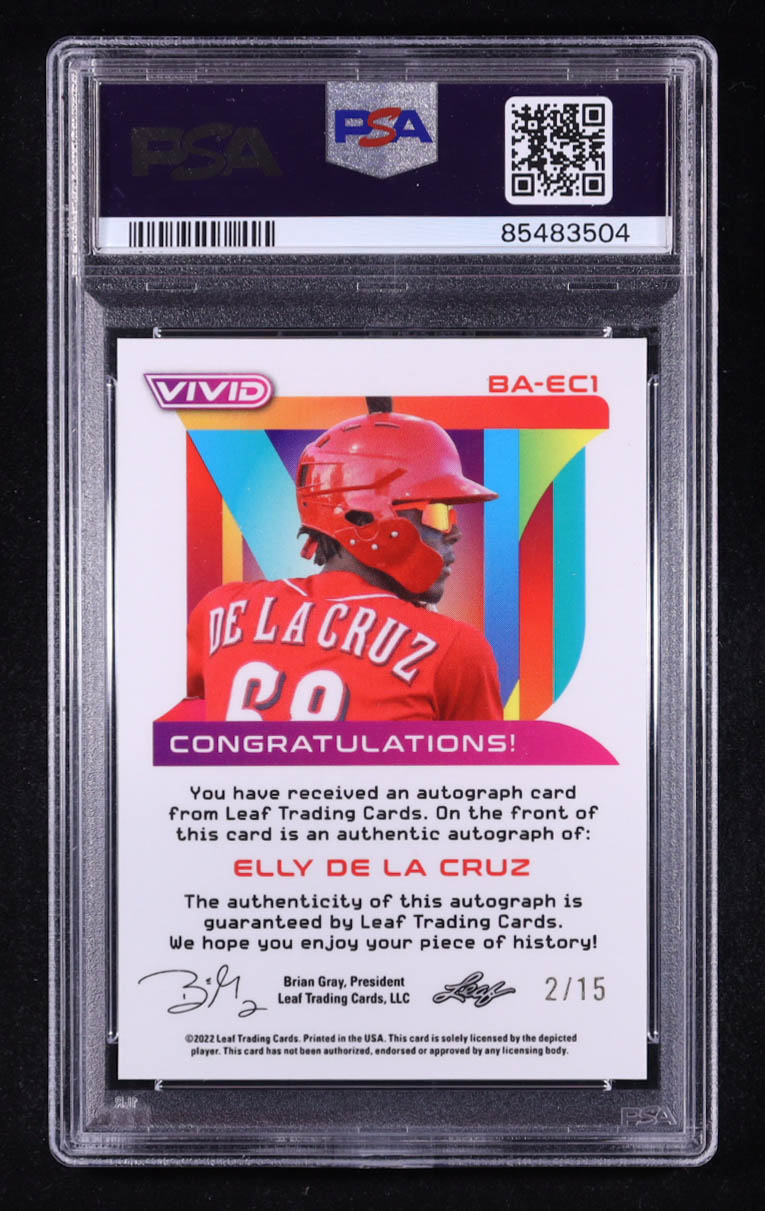 PSA
PSA
85483504
VIVID
BA-EC1
DE LA CRUZ
68
CONGRATULATIONS!
You have received an autograph card
from Leaf Trading Cards. On the front of
this card is an authentic autograph of:
ELLY DE LA CRUZ
The authenticity of this autograph is
guaranteed by Leaf Trading Cards.
We hope you enjoy your piece of history!
Brian Gray, President
Leaf Trading Cards, LLC
Leaf
2/15
©2022 Leaf Trading Cards. Printed in the USA. This card is solely licensed by the depicted
player. This card has not been authorized, endorsed or approved by any licensing body.
PSA